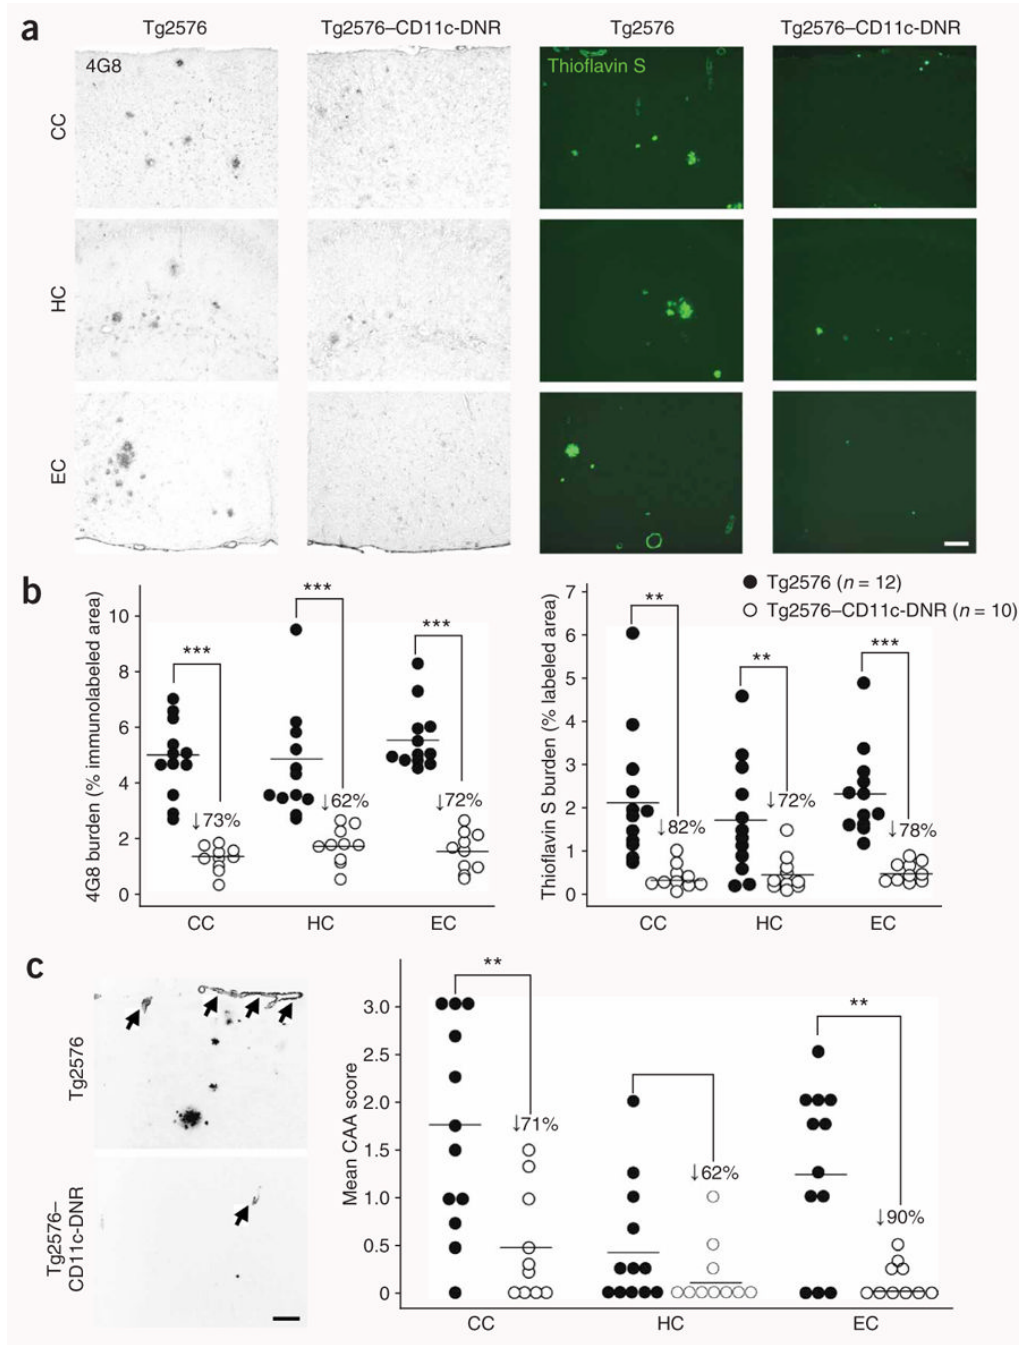 a
Tg2576
Tg2576–CD11c-DNR
Tg2576
Tg2576–CD11c-DNR
4G8
Thioflavin S
CC
HC
EC
b
4G8 burden (% immunolabeled area)
10
8
6
4
2
0
***
***
***
↓73%
↓62%
↓72%
CC
HC
EC
Thioflavin S burden (% labeled area)
7
6
5
4
3
2
1
0
Tg2576 (n = 12)
Tg2576–CD11c-DNR (n = 10)
**
**
***
↓82%
↓72%
↓78%
CC
HC
EC
c
Tg2576
Tg2576–
CD11c-DNR
Mean CAA score
3.0
2.5
2.0
1.5
1.0
0.5
0
**
**
↓71%
↓62%
↓90%
CC
HC
EC